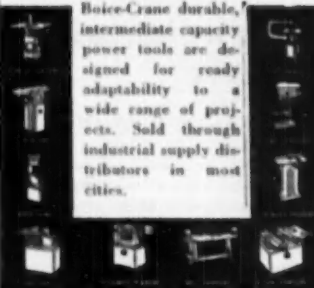 Boice-Crane durable,
intermediate capacity
power tools are de-
signed for ready
adaptability to a
wide range of proj-
ects. Sold through
industrial supply dis-
tributors in most
cities.